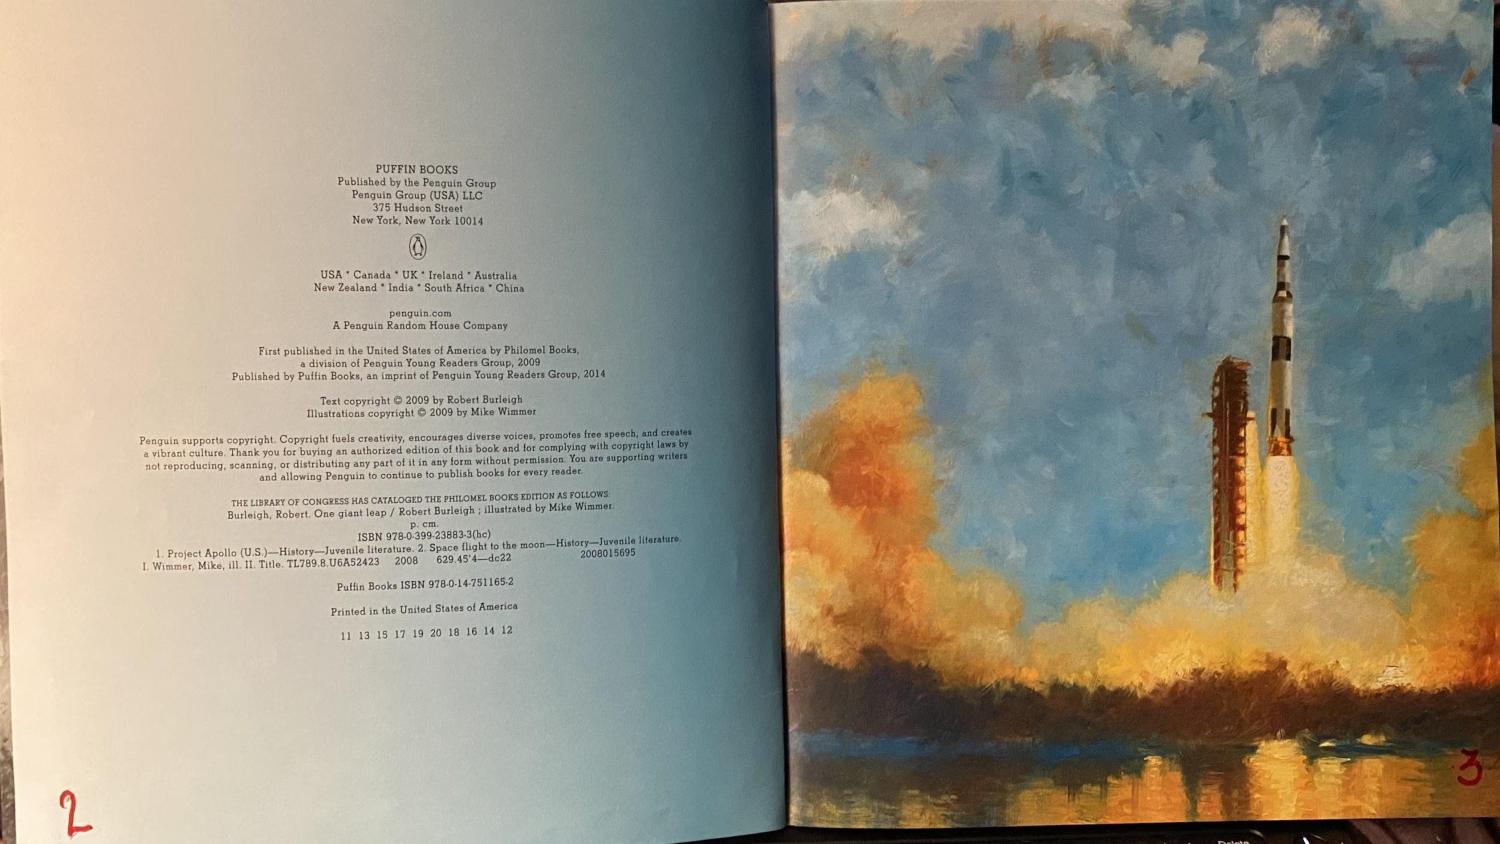 PUFFIN BOOKS
Published by the Penguin Group
Penguin Group (USA) LLC
375 Hudson Street
New York, New York 10014
USA * Canada * UK * Ireland * Australia
New Zealand * India * South Africa * China
penguin.com
A Penguin Random House Company
First published in the United States of America by Philomel Books,
a division of Penguin Young Readers Group, 2009
Published by Puffin Books, an imprint of Penguin Young Readers Group, 2014
Text copyright © 2009 by Robert Burleigh
Illustrations copyright © 2009 by Mike Wimmer
Penguin supports copyright. Copyright fuels creativity, encourages diverse voices, promotes free speech, and creates
a vibrant culture. Thank you for buying an authorized edition of this book and for complying with copyright laws by
not reproducing, scanning, or distributing any part of it in any form without permission. You are supporting writers
and allowing Penguin to continue to publish books for every reader.
THE LIBRARY OF CONGRESS HAS CATALOGED THE PHILOMEL BOOKS EDITION AS FOLLOWS:
Burleigh, Robert. One giant leap / Robert Burleigh ; illustrated by Mike Wimmer.
p. cm.
ISBN 978-0-399-23883-3(hc)
1. Project Apollo (U.S.)—History—Juvenile literature. 2. Space flight to the moon—History—Juvenile literature.
I. Wimmer, Mike, ill. II. Title. TL789.8.U6A52423 2008 629.45'4—dc22 2008015695
Puffin Books ISBN 978-0-14-751165-2
Printed in the United States of America
11 13 15 17 19 20 18 16 14 12
2
3
Delete